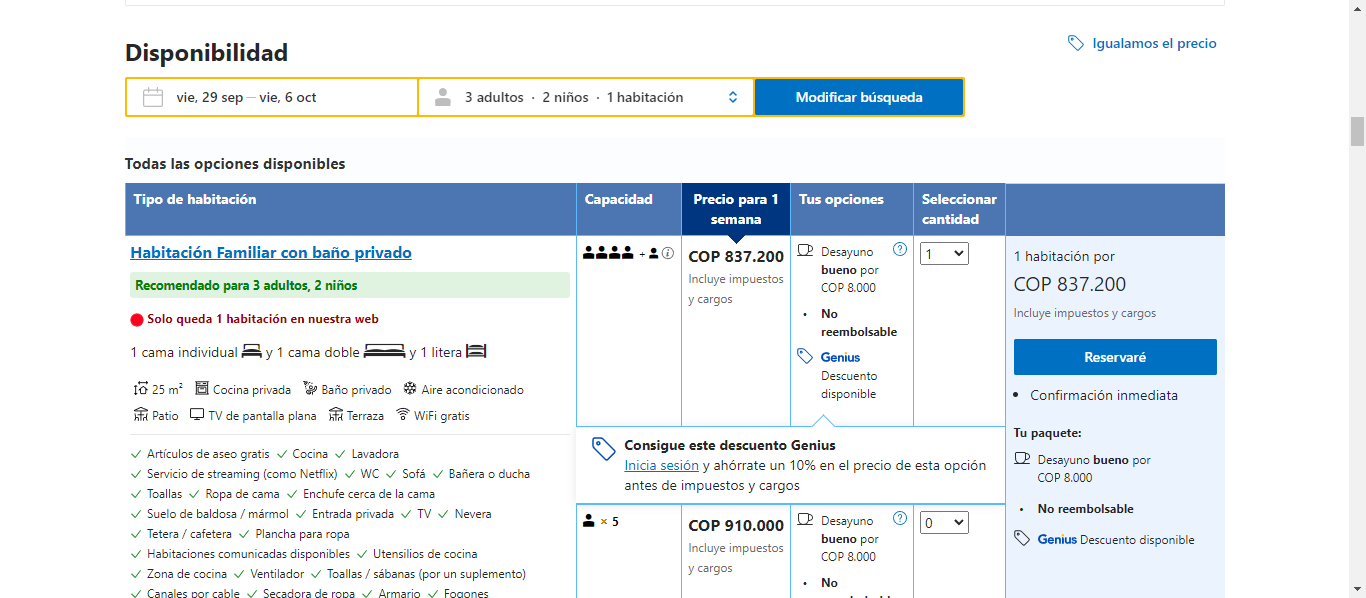 Disponibilidad
Igualamos el precio
vie, 29 sep — vie, 6 oct
3 adultos · 2 niños · 1 habitación
Modificar búsqueda
Todas las opciones disponibles
Tipo de habitación
Capacidad
Precio para 1
semana
Tus opciones
Seleccionar
cantidad
Habitación Familiar con baño privado
Recomendado para 3 adultos, 2 niños
Solo queda 1 habitación en nuestra web
1 cama individual y 1 cama doble y 1 litera
25 m² Cocina privada Baño privado Aire acondicionado
Patio TV de pantalla plana Terraza WiFi gratis
Artículos de aseo gratis Cocina Lavadora
Servicio de streaming (como Netflix) WC Sofá Bañera o ducha
Toallas Ropa de cama Enchufe cerca de la cama
Suelo de baldosa / mármol Entrada privada TV Nevera
Tetera / cafetera Plancha para ropa
Habitaciones comunicadas disponibles Utensilios de cocina
Zona de cocina Ventilador Toallas / sábanas (por un suplemento)
Canales por cable Secadora de ropa Armario Fogones
+
COP 837.200
Incluye impuestos
y cargos
Desayuno
bueno por
COP 8.000
• No
reembolsable
Genius
Descuento
disponible
1
Consigue este descuento Genius
Inicia sesión y ahórrate un 10% en el precio de esta opción
antes de impuestos y cargos
× 5
COP 910.000
Incluye impuestos
y cargos
Desayuno
bueno por
COP 8.000
• No
0
1 habitación por
COP 837.200
Incluye impuestos y cargos
Reservaré
• Confirmación inmediata
Tu paquete:
Desayuno bueno por
COP 8.000
• No reembolsable
Genius Descuento disponible